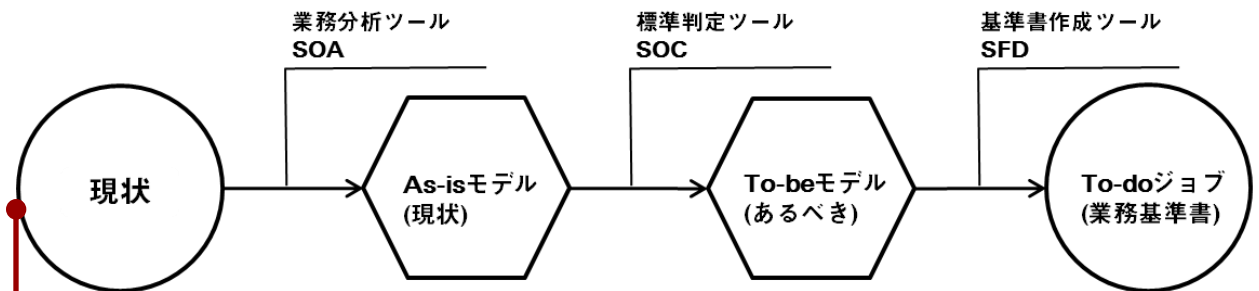 業務分析ツール
SOA
標準判定ツール
SOC
基準書作成ツール
SFD
現状
As-isモデル
(現状)
To-beモデル
(あるべき)
To-doジョブ
(業務基準書)